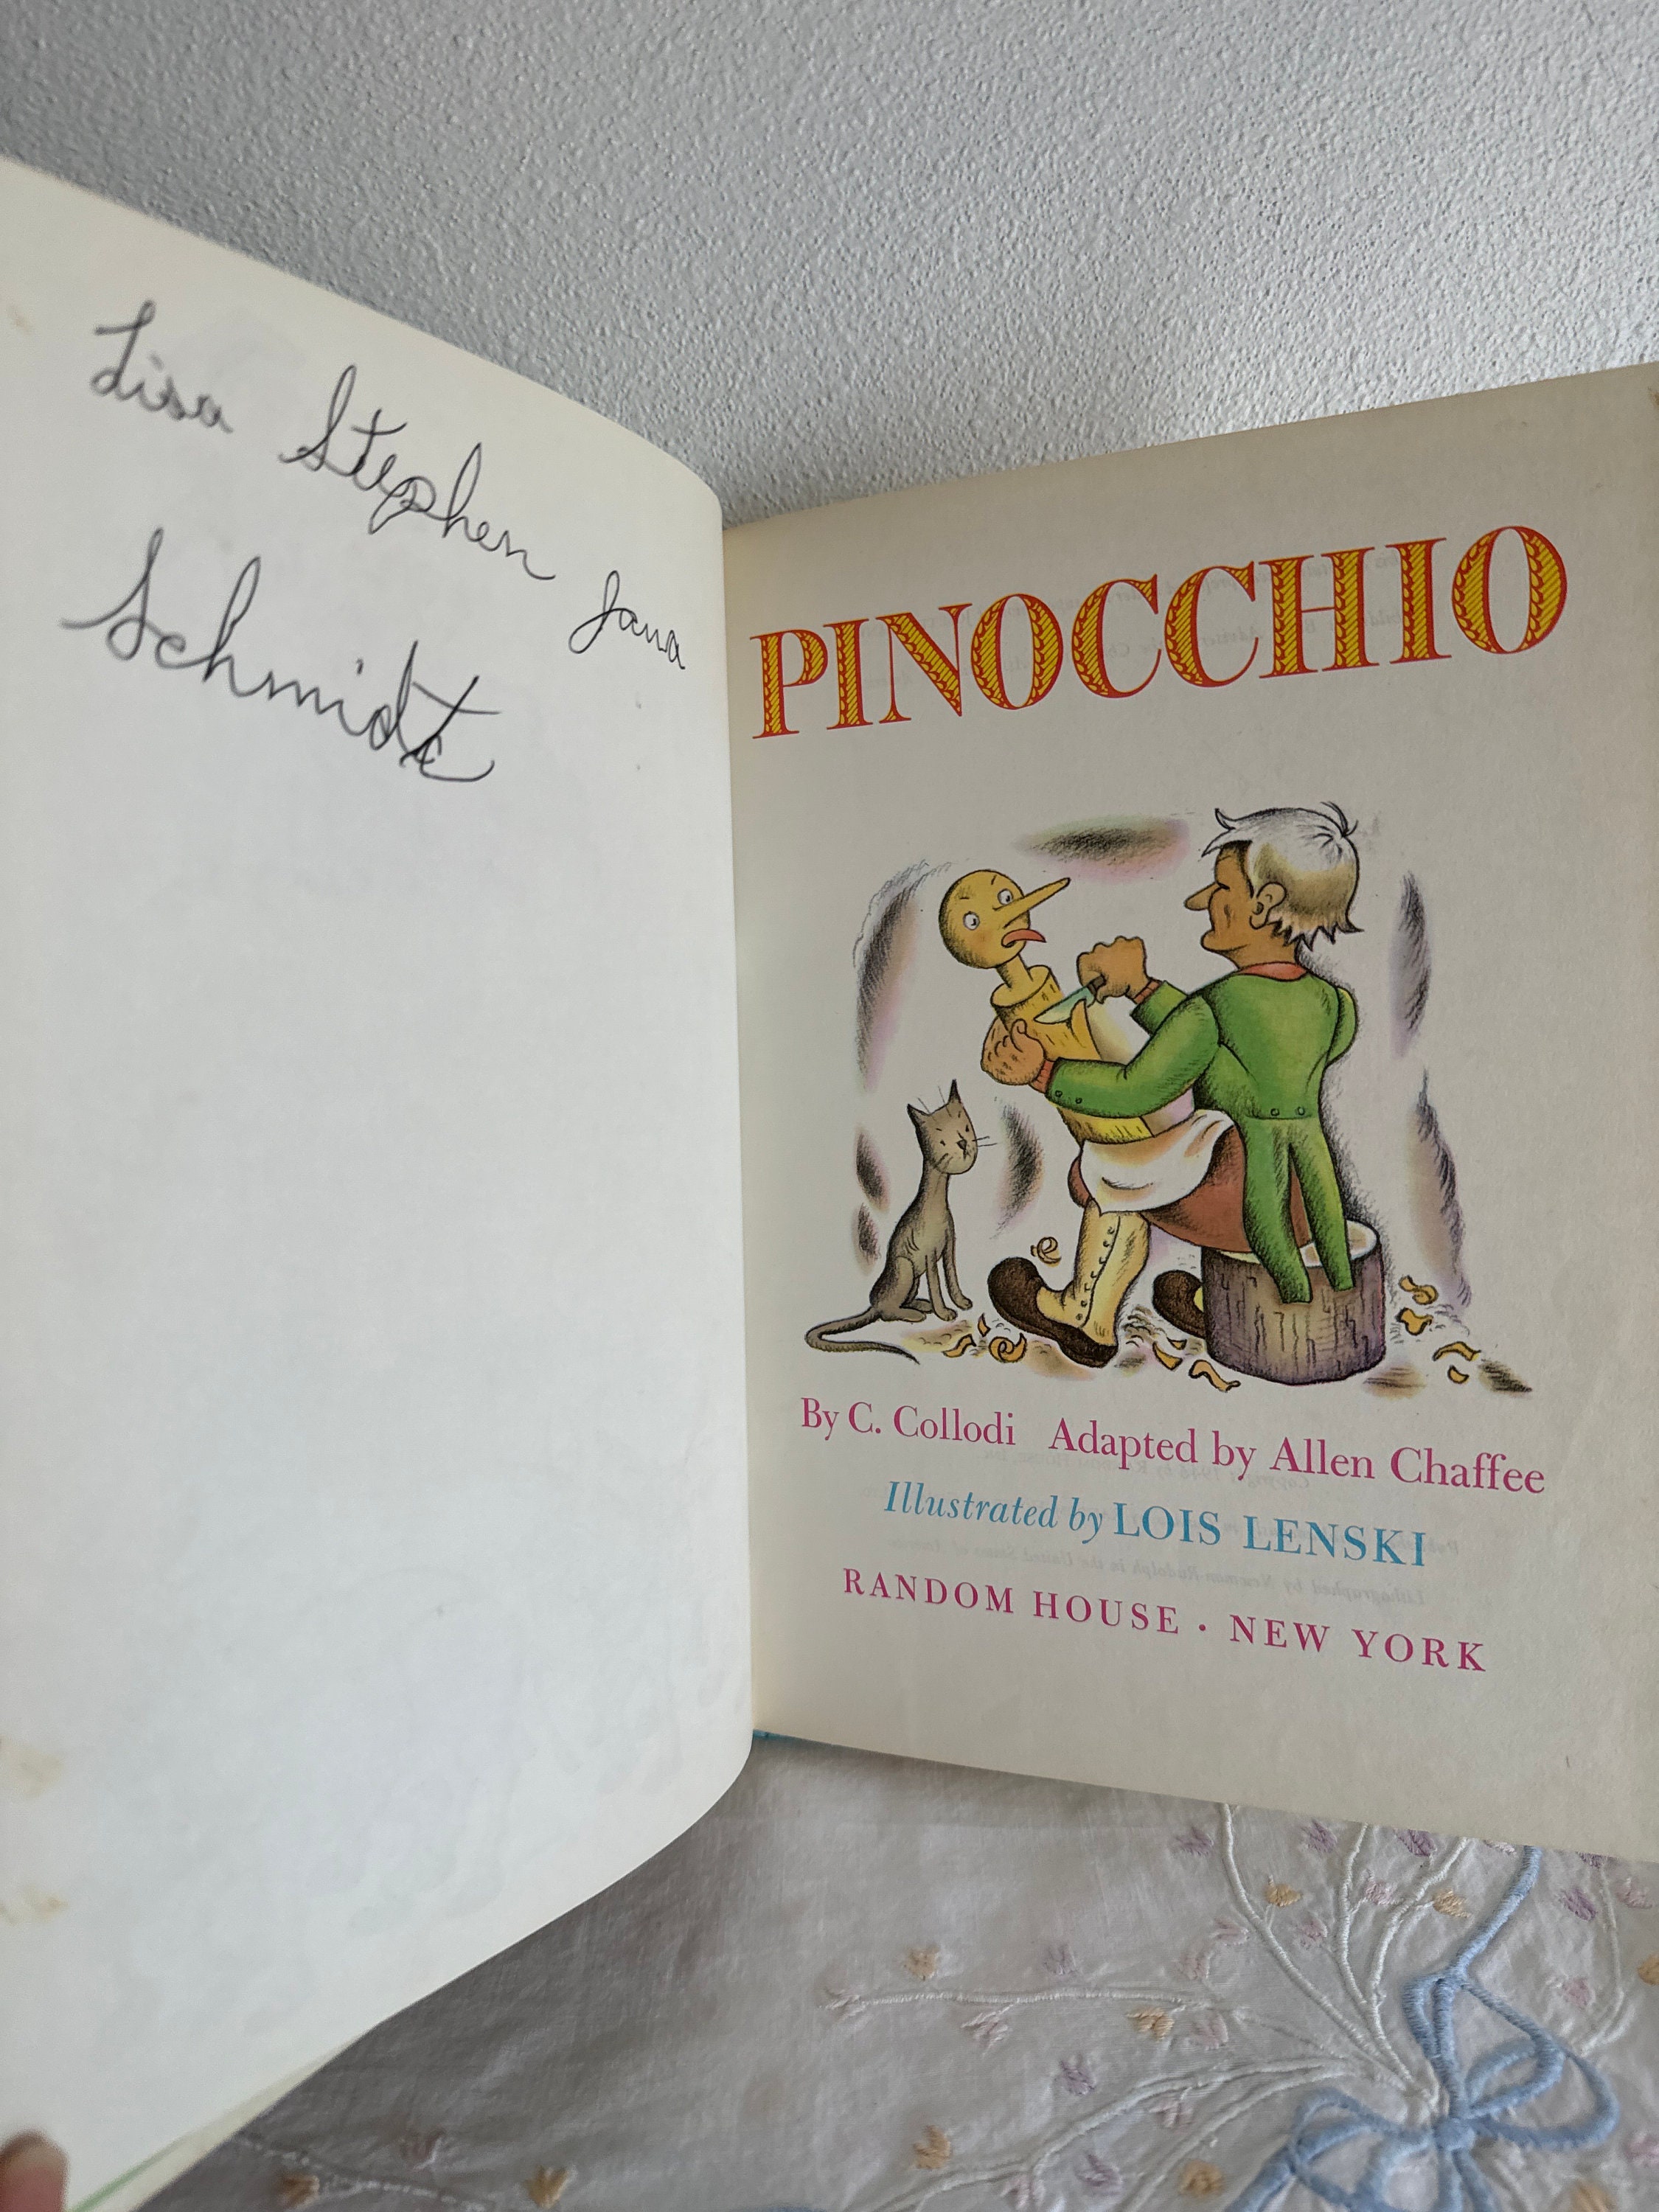 Lisa Stephen Jana
Schmidt
PINOCCHIO
By C. Collodi Adapted by Allen Chaffee
Illustrated by LOIS LENSKI
RANDOM HOUSE · NEW YORK